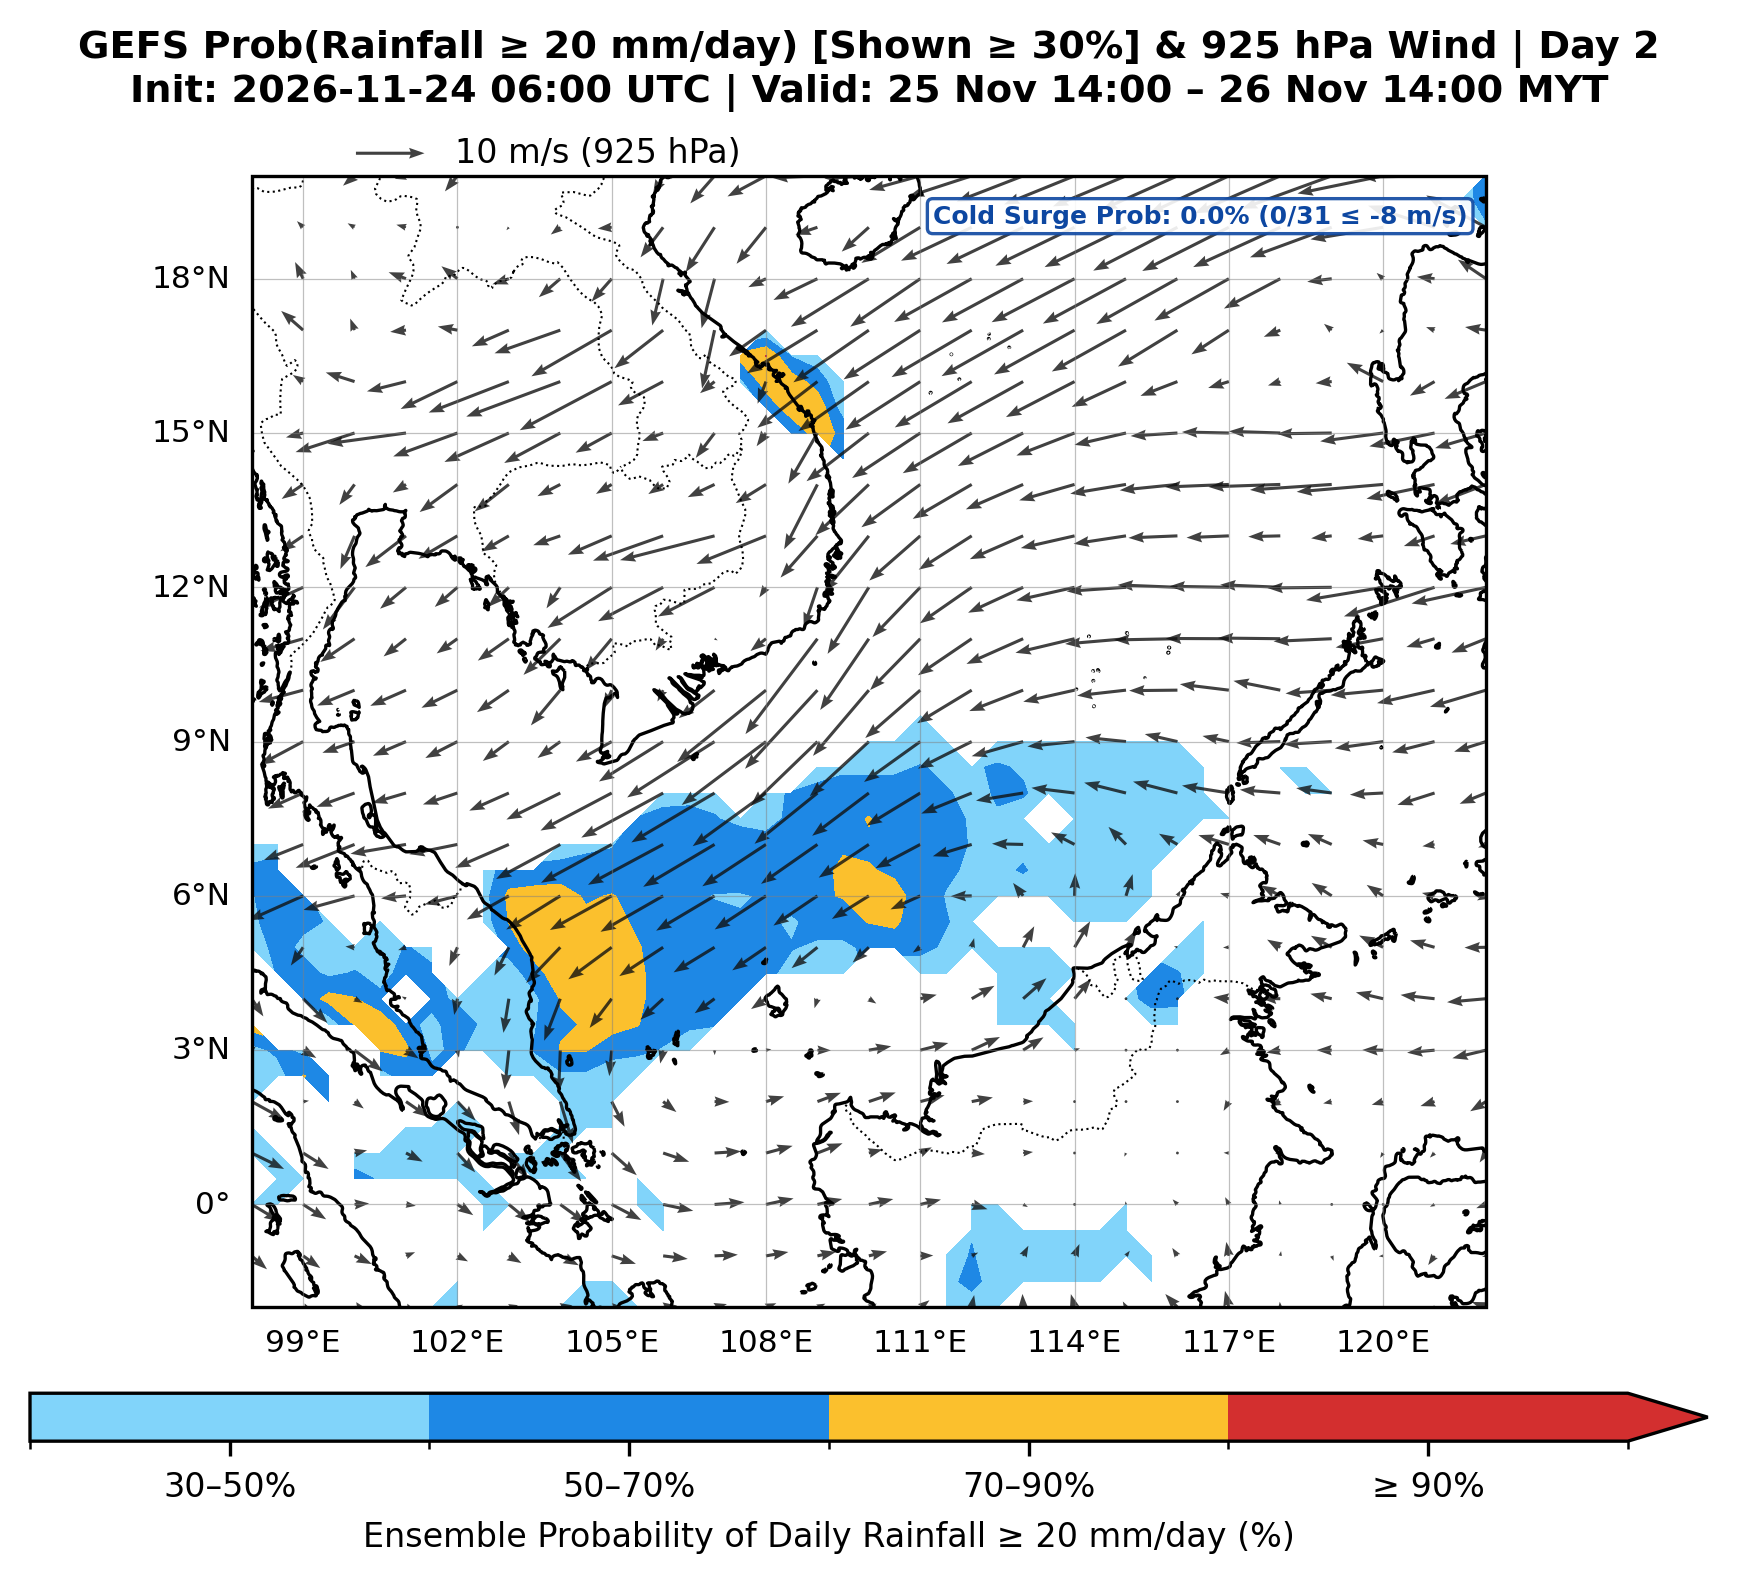 GEFS Prob(Rainfall ≥ 20 mm/day) [Shown ≥ 30%] & 925 hPa Wind | Day 2
Init: 2026-11-24 06:00 UTC | Valid: 25 Nov 14:00 – 26 Nov 14:00 MYT
10 m/s (925 hPa)
Cold Surge Prob: 0.0% (0/31 ≤ -8 m/s)
18°N
15°N
12°N
9°N
6°N
3°N
0°
99°E 102°E 105°E 108°E 111°E 114°E 117°E 120°E
30–50% 50–70% 70–90% ≥ 90%
Ensemble Probability of Daily Rainfall ≥ 20 mm/day (%)